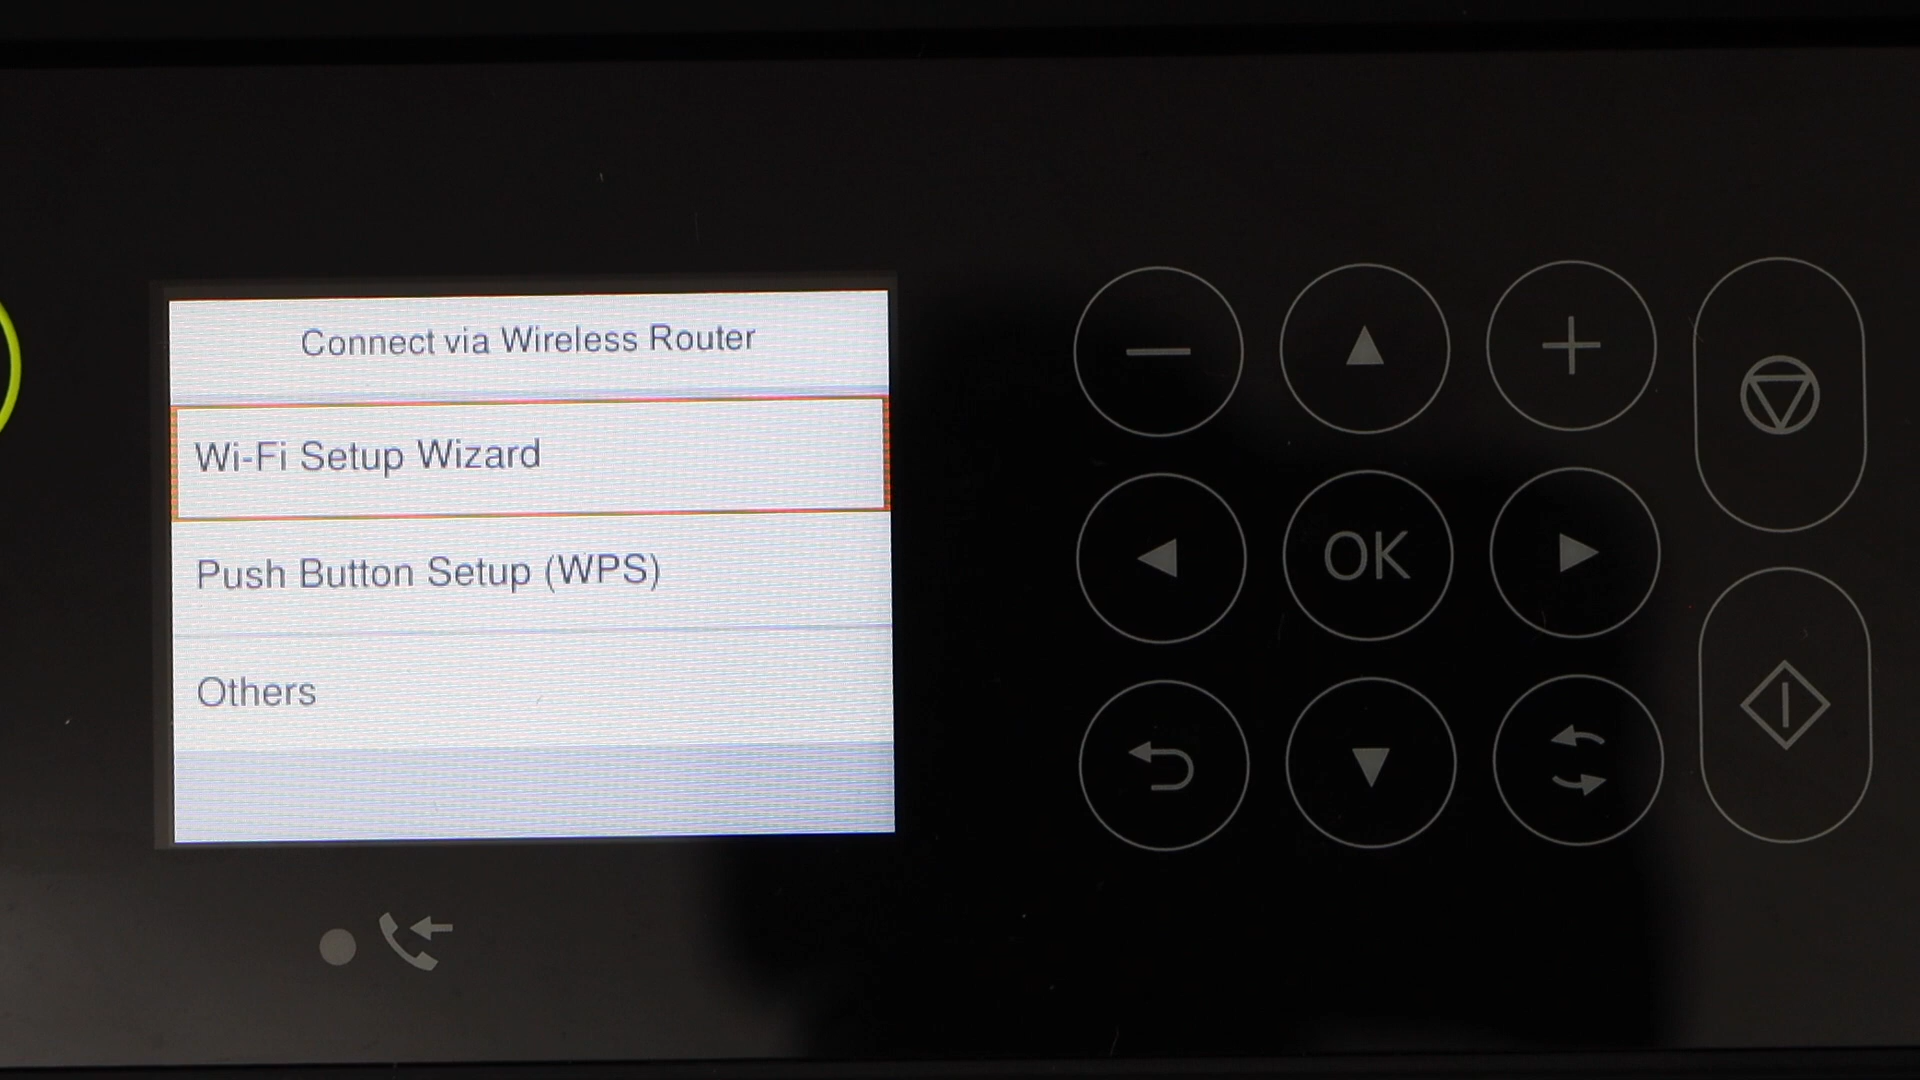 Connect via Wireless Router
Wi-Fi Setup Wizard
Push Button Setup (WPS)
Others
OK